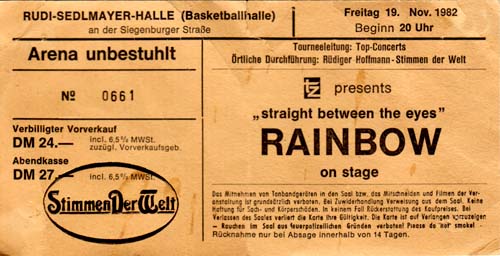 RUDI-SEDLMAYER-HALLE (Basketballhalle)
an der Siegenburger Straße
Freitag 19. Nov. 1982
Beginn 20 Uhr
Arena unbestuhlt
Nº 0661
Verbilligter Vorverkauf
DM 24.— incl. 6,5% MWSt.
zuzügl. Vorverkaufsgeb.
Abendkasse
DM 27.— incl. 6,5% MWSt.
Stimmen Der Welt
Tourneeleitung: Top-Concerts
Örtliche Durchführung: Rüdiger Hoffmann - Stimmen der Welt
tz presents
„straight between the eyes"
RAINBOW
on stage
Das Mitnehmen von Tonbandgeräten in den Saal bzw. das Mitschneiden und Filmen der Ver-
anstaltung ist grundsätzlich verboten. Bei Zuwiderhandlung Verweisung aus dem Saal. Keine
Haftung für Sach- und Körperschäden. In keinem Fall Rückerstattung des Kaufpreises. Bei
Verlassen des Saales verliert die Karte ihre Gültigkeit. Die Karte ist auf Verlangen vorzuzeigen
— Rauchen im Saal aus feuerpolizeilichen Gründen verboten! Please do not smoke!
Rücknahme nur bei Absage innerhalb von 14 Tagen.